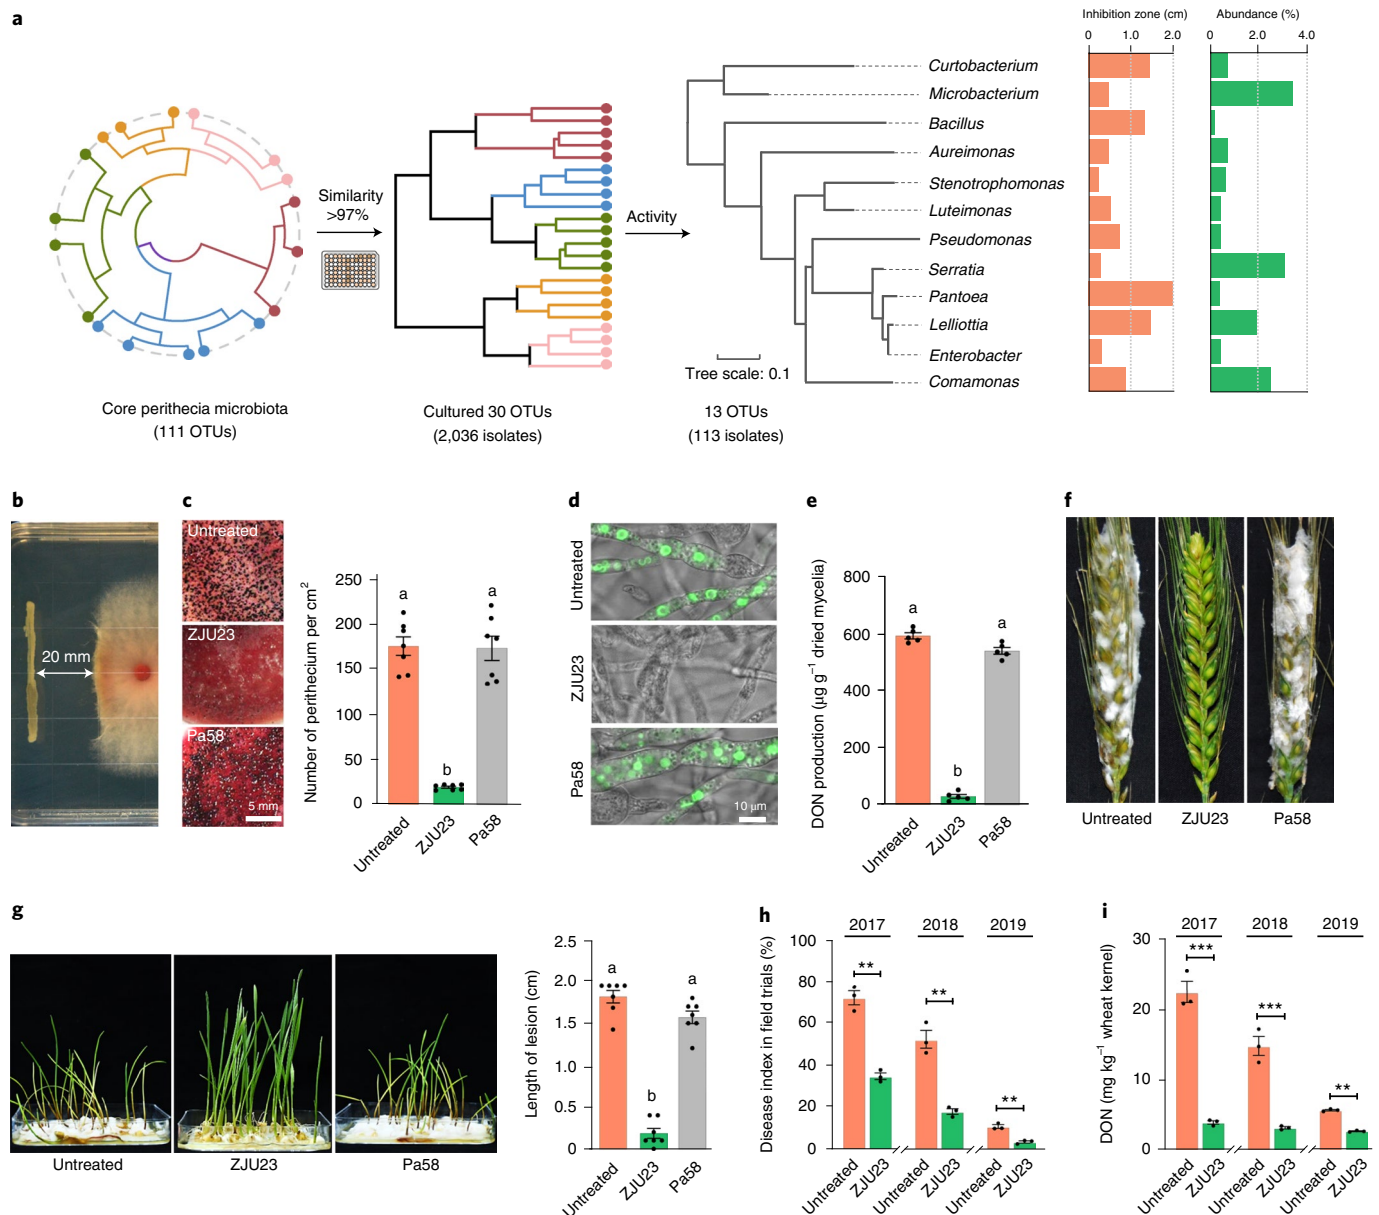 a
Inhibition zone (cm)
Abundance (%)
0 1.0 2.0
0 2.0 4.0
Curtobacterium
Microbacterium
Bacillus
Aureimonas
Stenotrophomonas
Luteimonas
Pseudomonas
Serratia
Pantoea
Lelliottia
Enterobacter
Comamonas
Similarity
>97%
Activity
Tree scale: 0.1
Core perithecia microbiota
(111 OTUs)
Cultured 30 OTUs
(2,036 isolates)
13 OTUs
(113 isolates)
b
20 mm
c
Untreated
ZJU23
Pa58
5 mm
Number of perithecium per cm2
250
200
150
100
50
0
a
b
a
Untreated
ZJU23
Pa58
d
Untreated
ZJU23
Pa58
10 µm
e
DON production (µg g−1 dried mycelia)
800
600
400
200
0
a
b
a
Untreated
ZJU23
Pa58
f
Untreated
ZJU23
Pa58
g
Untreated
ZJU23
Pa58
Length of lesion (cm)
2.5
2.0
1.5
1.0
0.5
0
a
b
a
Untreated
ZJU23
Pa58
h
Disease index in field trials (%)
100
80
60
40
20
0
2017 2018 2019
**
**
**
Untreated
ZJU23
Untreated
ZJU23
Untreated
ZJU23
i
DON (mg kg−1 wheat kernel)
30
20
10
0
2017 2018 2019
***
***
**
Untreated
ZJU23
Untreated
ZJU23
Untreated
ZJU23